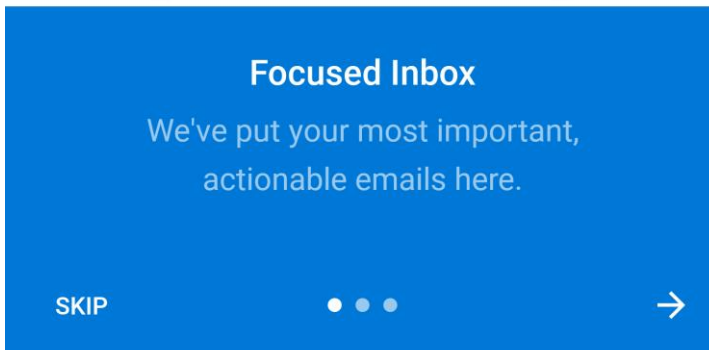 Focused Inbox
We've put your most important,
actionable emails here.
SKIP